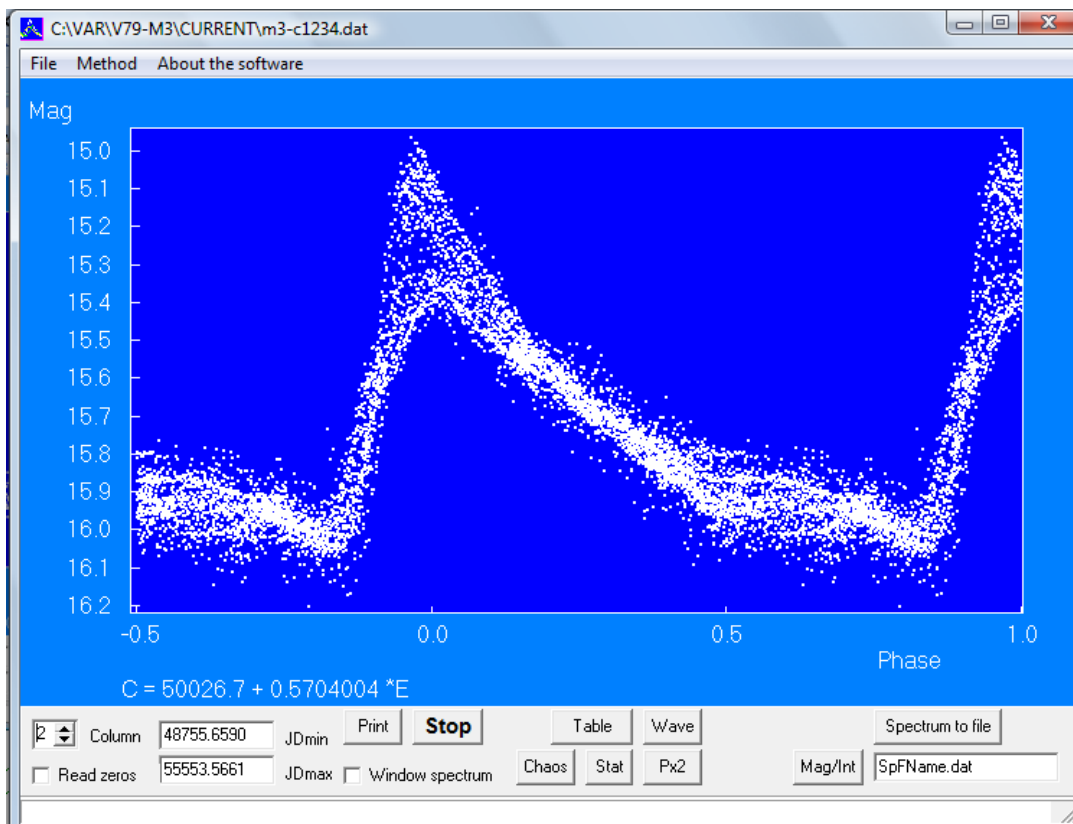 C:\VAR\V79-M3\CURRENT\m3-c1234.dat
File Method About the software
Mag
15.0
15.1
15.2
15.3
15.4
15.5
15.6
15.7
15.8
15.9
16.0
16.1
16.2
-0.5 0.0 0.5 1.0
Phase
C = 50026.7 + 0.5704004 *E
2 Column 48755.6590 JDmin Print Stop Table Wave Spectrum to file
Read zeros 55553.5661 JDmax Window spectrum Chaos Stat Px2 Mag/Int SpFName.dat